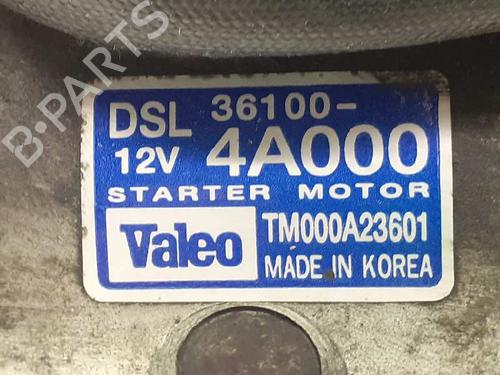 B-PARTS
DSL 36100-
12V 4A000
STARTER MOTOR
Valeo TM000A23601
MADE IN KOREA